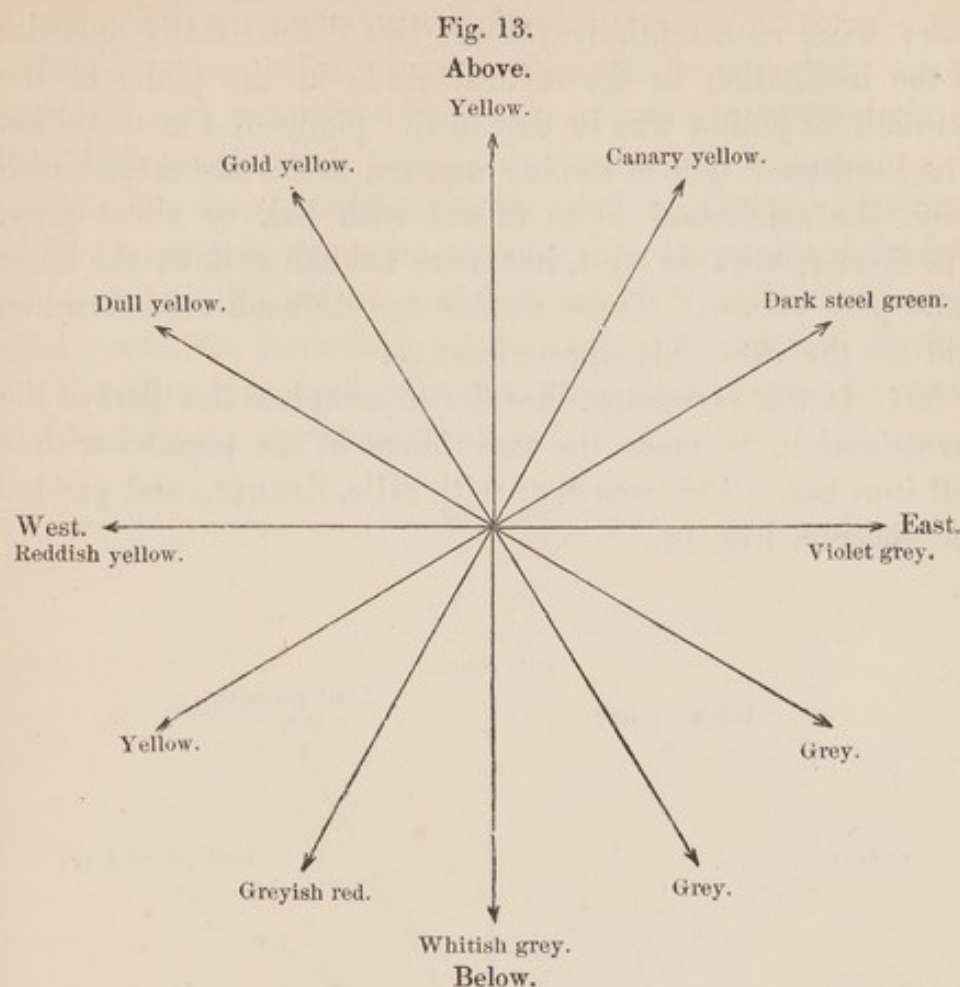 Fig. 13.
Above.
Yellow.
Gold yellow.
Canary yellow.
Dull yellow.
Dark steel green.
West.
East.
Reddish yellow.
Violet grey.
Yellow.
Grey.
Greyish red.
Grey.
Whitish grey.
Below.